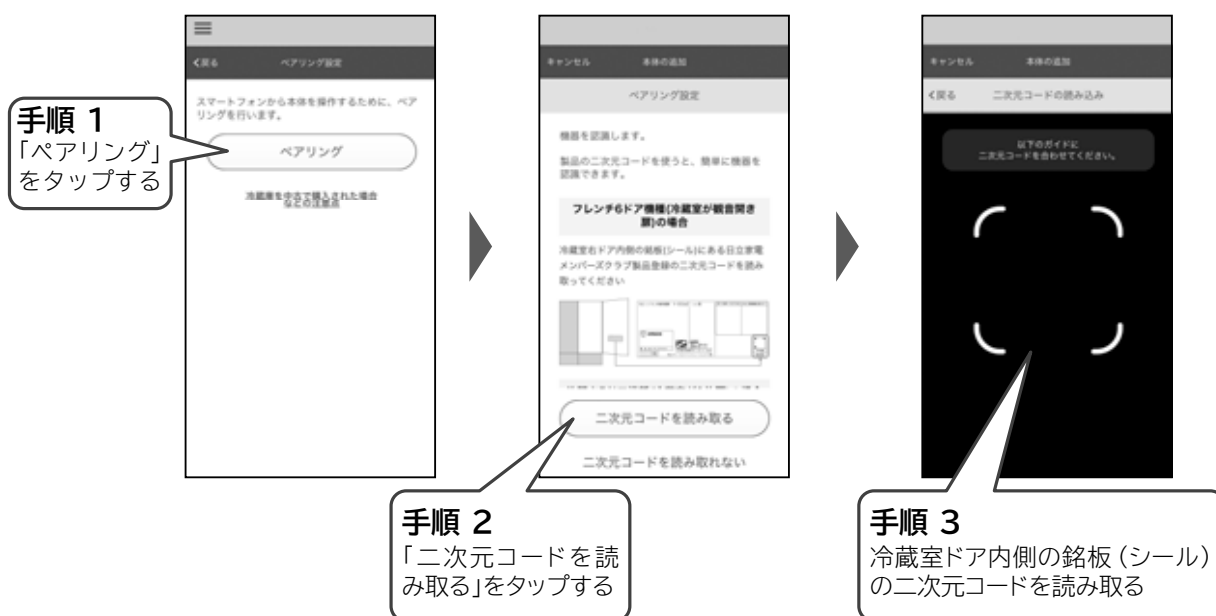 <戻る
ペアリング設定
スマートフォンから本体を操作するために、ペア
リングを行います。
ペアリング
冷蔵庫を中古で購入された場合
などの注意点
手順 1
「ペアリング」
をタップする
キャンセル
本体の追加
ペアリング設定
機器を認識します。
製品の二次元コードを使うと、簡単に機器を
認識できます。
フレンチ6ドア機種(冷蔵室が観音開き
扉)の場合
冷蔵室右ドア内側の銘板(シール)にある日立家電
メンバーズクラブ製品登録の二次元コードを読み
取ってください
二次元コードを読み取る
二次元コードを読み取れない
手順 2
「二次元コードを読
み取る」をタップする
キャンセル
本体の追加
<戻る
二次元コードの読み込み
以下のガイドに
二次元コードを合わせてください。
手順 3
冷蔵室ドア内側の銘板（シール）
の二次元コードを読み取る